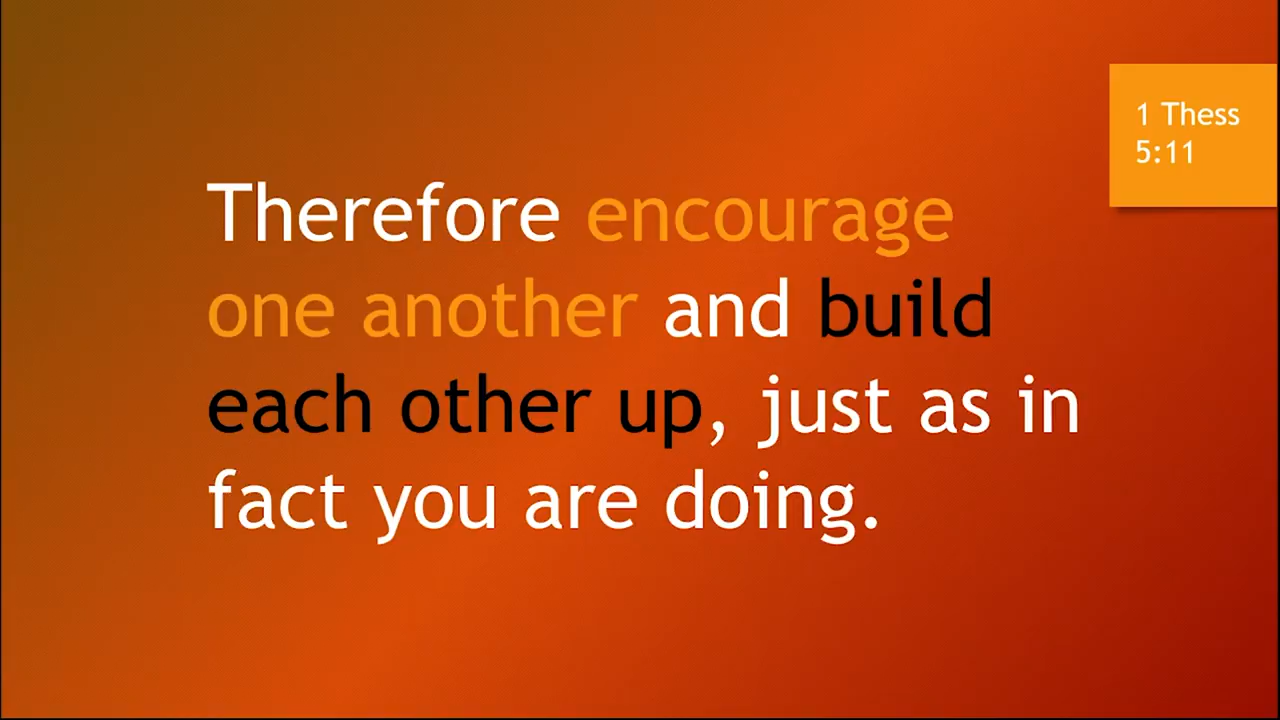 Therefore encourage
one another and build
each other up, just as in
fact you are doing.
1 Thess
5:11